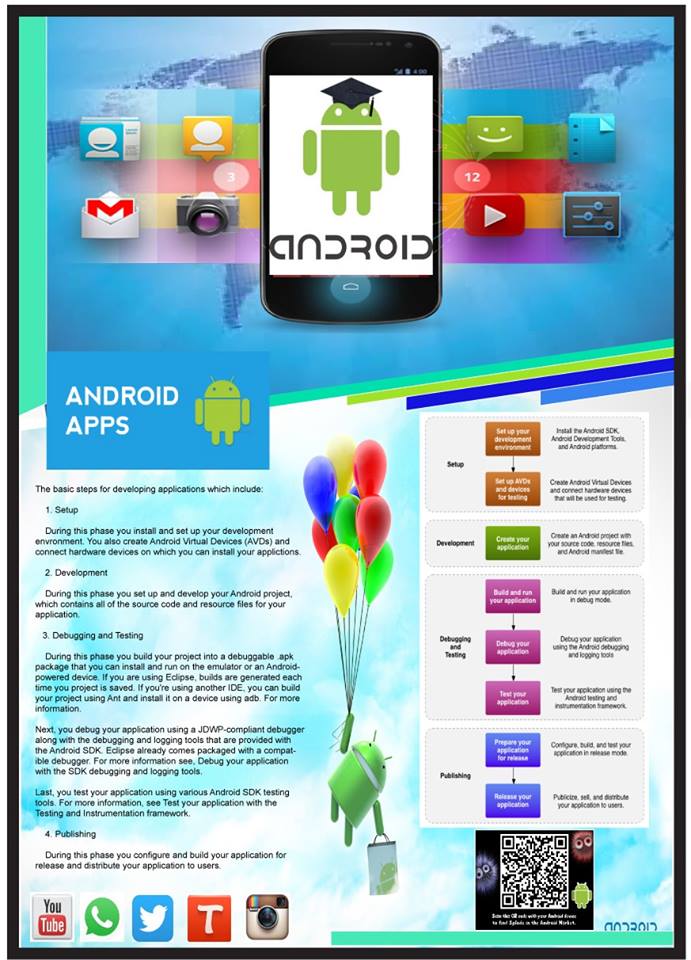 4:00
3
12
ANDROID
ANDROID
APPS
The basic steps for developing applications which include:
1. Setup
During this phase you install and set up your development
envronment. You also create Android Virtual Devices (AVDs) and
connect hardware devices on which you can install your applictions.
2. Development
During this phase you set up and develop your Android project,
which contains all of the source code and resource files for your
application.
3. Debugging and Testing
During this phase you build your project into a debuggable .apk
package that you can install and run on the emulator or an Android-
powered device. If you are using Eclipse, builds are generated each
time you project is saved. If you're using another IDE, you can build
your project using Ant and install it on a device using adb. For more
information.
Next, you debug your application using a JDWP-compliant debugger
along with the debugging and logging tools that are provided with
the Android SDK. Eclipse already comes packaged with a compat-
ible debugger. For more information see, Debug your application
with the SDK debugging and logging tools.
Last, you test your application using various Android SDK testing
tools. For more information, see Test your application with the
Testing and Instrumentation framework.
4. Publishing
During this phase you configure and build your application for
release and distribute your application to users.
Setup
Set up your
development
environment
Install the Android SDK,
Android Development Tools,
and Android platforms.
Set up AVDs
and devices
for testing
Create Android Virtual Devices
and connect hardware devices
that will be used for testing.
Development
Create your
application
Create an Android project with
your source code, resource files,
and Android manifest file.
Debugging
and
Testing
Build and run
your application
Build and run your application
in debug mode.
Debug your
application
Debug your application
using the Android debugging
and logging tools
Test your
application
Test your application using the
Android testing and
instrumentation framework.
Publishing
Prepare your
application
for release
Configure, build, and test your
application in release mode.
Release your
application
Publicize, sell, and distribute
your application to users.
Scan this QR code with your Android device
to find Splode in the Android Market.
ANDROID
You
Tube
T